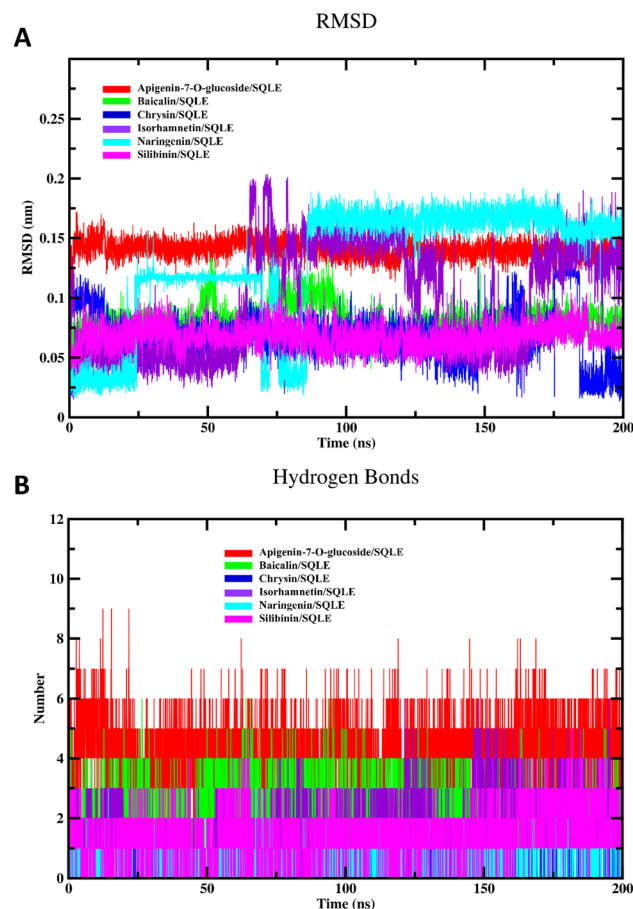 RMSD
A
0.25
0.2
0.15
0.1
0.05
0
RMSD (nm)
Apigenin-7-O-glucoside/SQLE
Baicalin/SQLE
Chrysin/SQLE
Isorhamnetin/SQLE
Naringenin/SQLE
Silibinin/SQLE
0 50 100 150 200
Time (ns)
Hydrogen Bonds
B
12
10
8
6
4
2
0
Number
Apigenin-7-O-glucoside/SQLE
Baicalin/SQLE
Chrysin/SQLE
Isorhamnetin/SQLE
Naringenin/SQLE
Silibinin/SQLE
0 50 100 150 200
Time (ns)